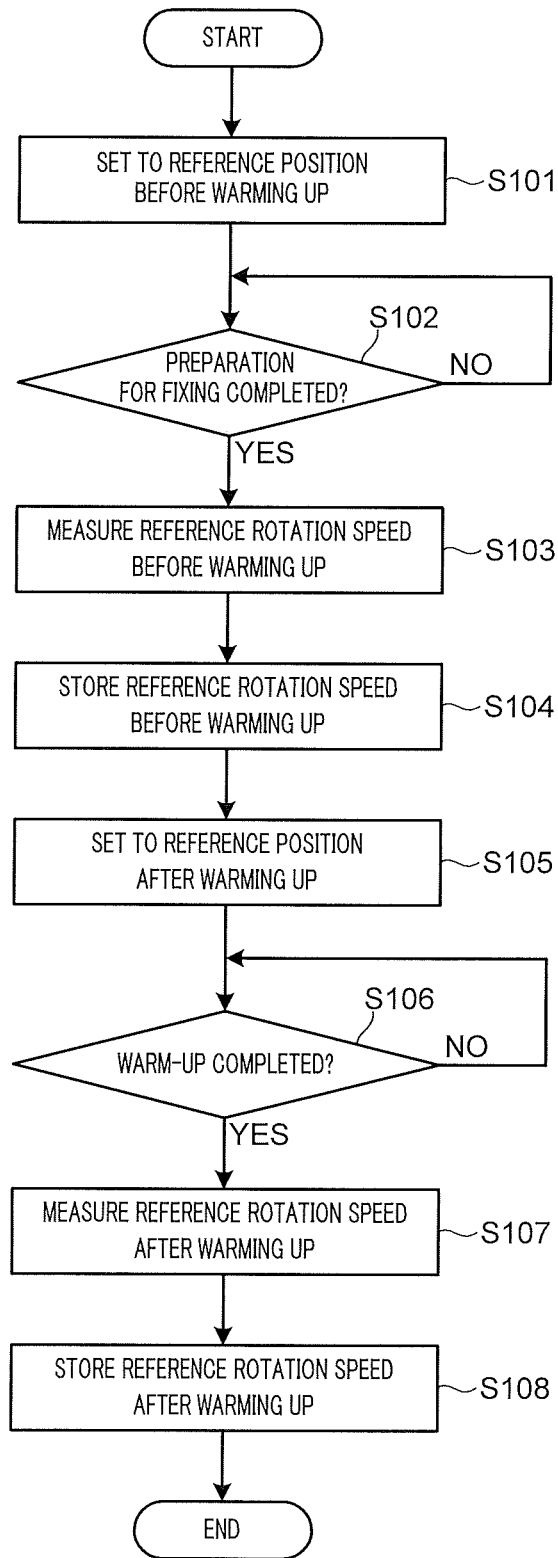 START
SET TO REFERENCE POSITION
BEFORE WARMING UP
S101
S102
PREPARATION
FOR FIXING COMPLETED?
NO
YES
MEASURE REFERENCE ROTATION SPEED
BEFORE WARMING UP
S103
STORE REFERENCE ROTATION SPEED
BEFORE WARMING UP
S104
SET TO REFERENCE POSITION
AFTER WARMING UP
S105
S106
WARM-UP COMPLETED?
NO
YES
MEASURE REFERENCE ROTATION SPEED
AFTER WARMING UP
S107
STORE REFERENCE ROTATION SPEED
AFTER WARMING UP
S108
END